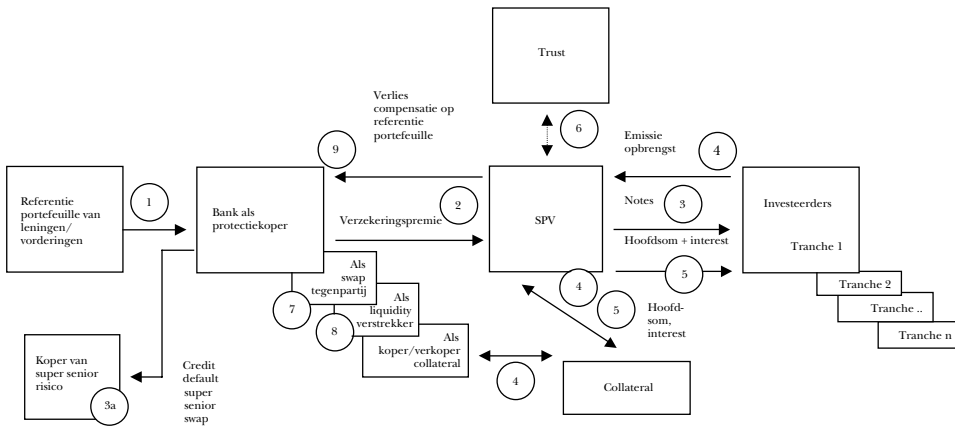 Trust
Verlies
compensatie op
referentie
portefeuille
6
Emissie
opbrengst
4
9
Referentie
portefeuille van
leningen/
vorderingen
1
Bank als
protectiekoper
2
Verzekeringspremie
SPV
Notes
3
Hoofdsom + interest
Investeerders
Tranche 1
5
Tranche 2
Tranche ..
Tranche n
Als
swap
tegenpartij
7
Als
liquidity
verstrekker
8
Als
koper/verkoper
collateral
4
5
Hoofd-
som,
interest
4
Collateral
Koper van
super senior
risico
3a
Credit
default
super
senior
swap